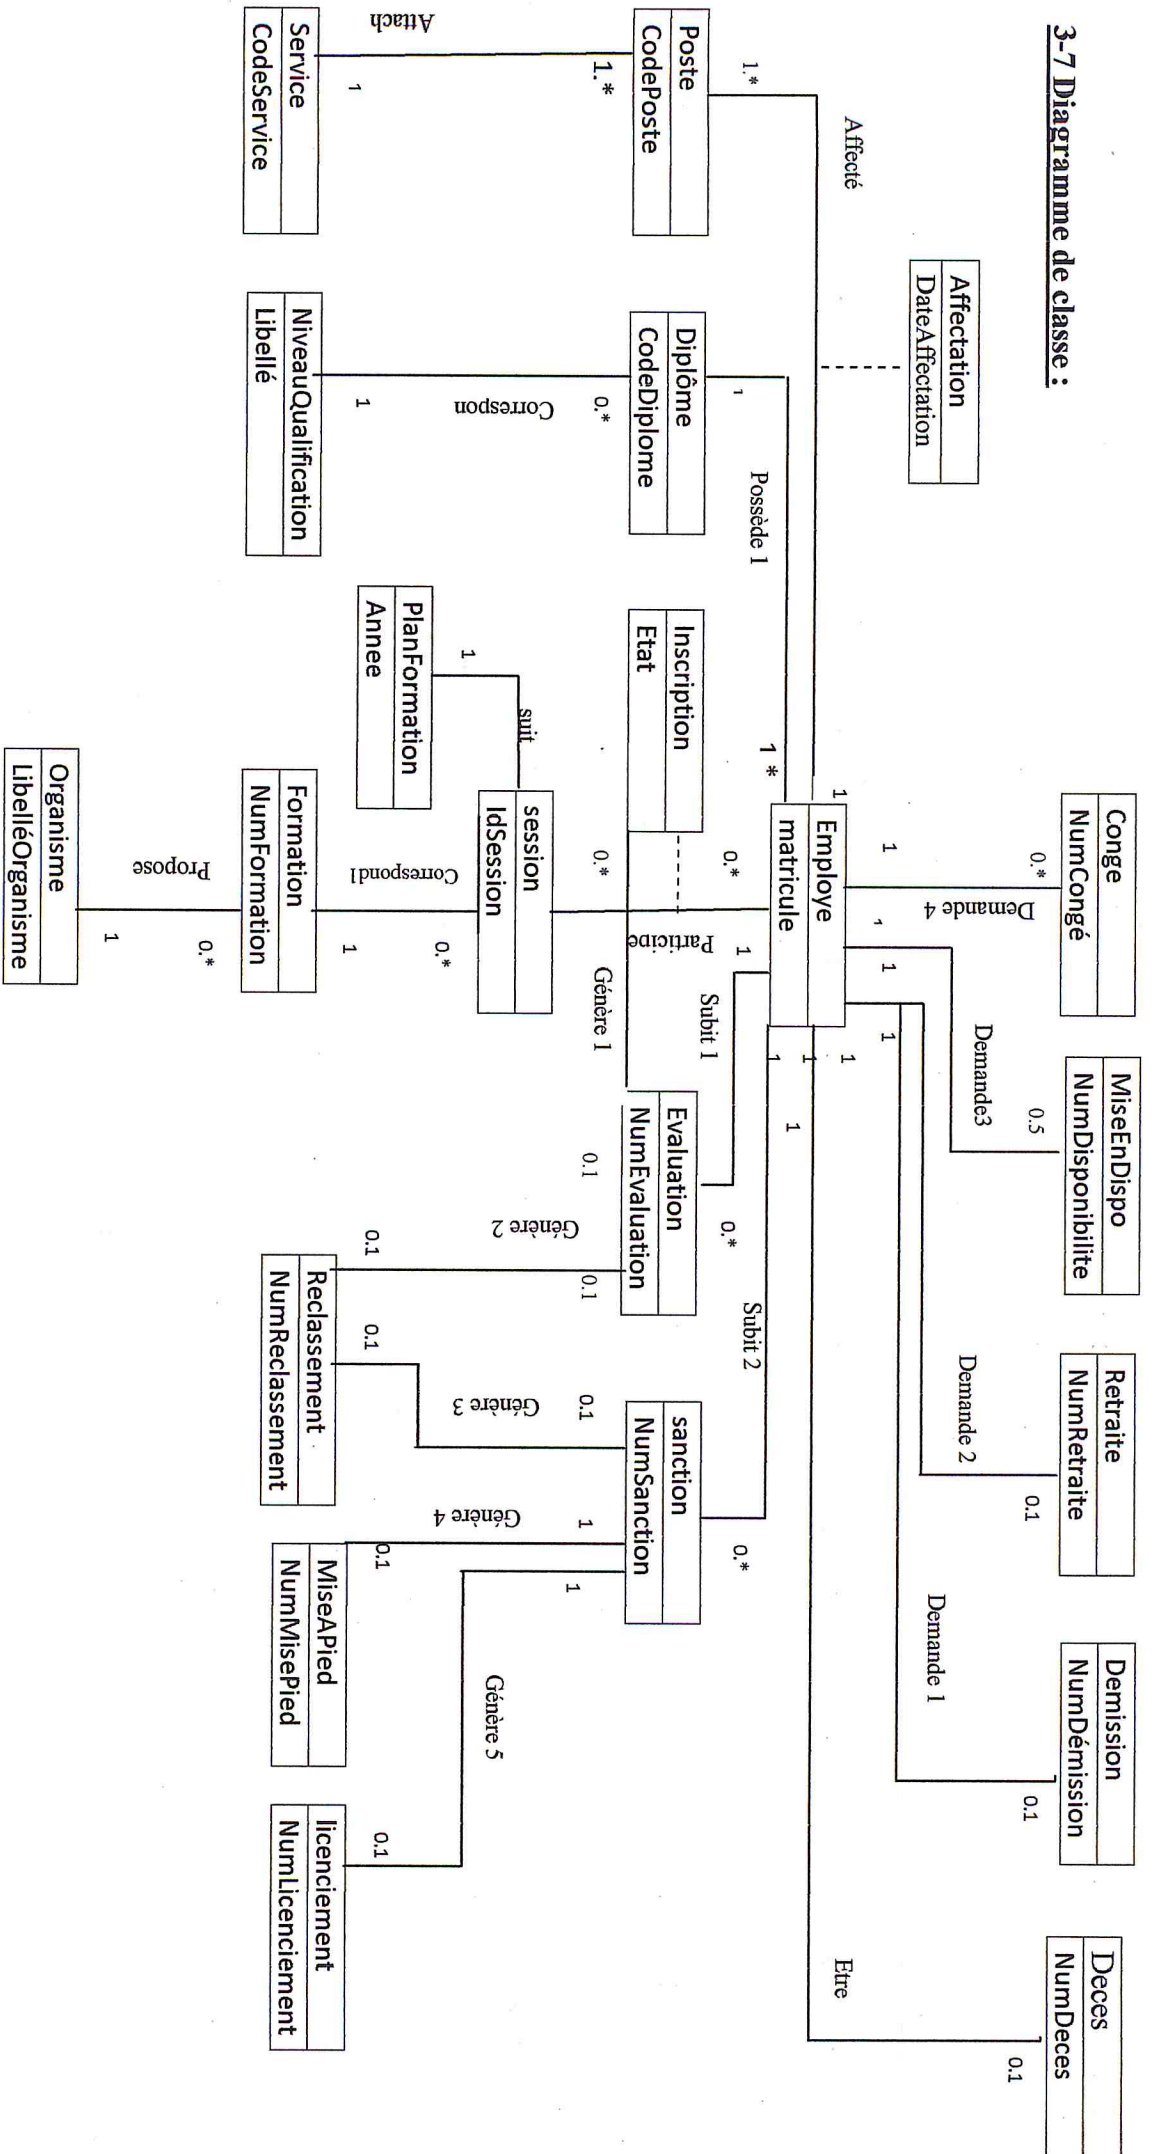 3-7 Diagramme de classe :
Affectation
DateAffectation
Conge
NumCongé
MiseEnDispo
NumDisponibilite
Retraite
NumRetraite
Demission
NumDémission
Deces
NumDeces
0.*
0.5
0.1
0.1
0.1
Demande 4
Demande3
Demande 2
Demande 1
Etre
Affecté
1
1
1
1
1
Employe
matricule
1
1
1
1
1.*
1
Possède 1
1 *
0.*
1
Subit 1
0.*
Subit 2
0.*
Poste
CodePoste
Diplôme
CodeDiplome
Inscription
Etat
Participe
Evaluation
NumEvaluation
sanction
NumSanction
1.*
0.*
0.*
Génère 1
0.1
0.1
0.1
1
1
session
IdSession
suit
Attach
Correspon
Génère 2
Génère 3
Génère 4
Génère 5
1
1
1
PlanFormation
Annee
Correspond1
0.*
1
0.1
0.1
0.1
0.1
Service
CodeService
NiveauQualification
Libellé
Formation
NumFormation
Reclassement
NumReclassement
MiseAPied
NumMisePied
licenciement
NumLicenciement
Propose
0.*
1
Organisme
LibelléOrganisme